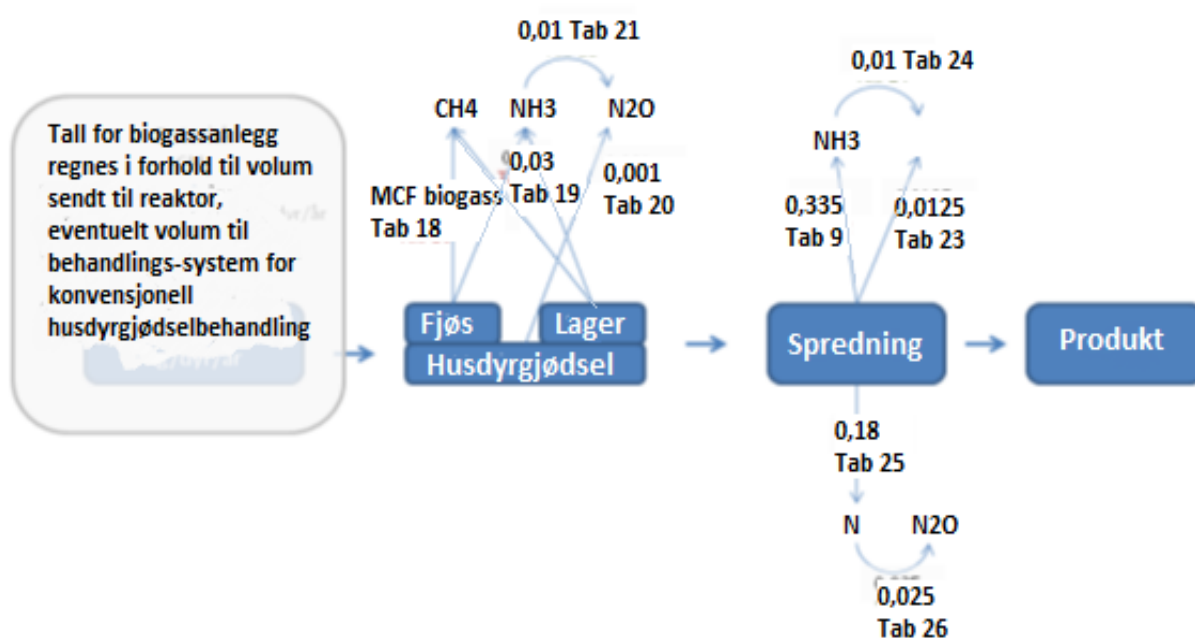 0,01 Tab 21
0,01 Tab 24
CH4
NH3
N2O
Tall for biogassanlegg
regnes i forhold til volum
sendt til reaktor,
eventuelt volum til
behandlings-system for
konvensjonell
husdyrgjødselbehandling
NH3
0,03
Tab 19
0,001
Tab 20
MCF biogass
Tab 18
0,335
Tab 9
0,0125
Tab 23
Fjøs
Lager
Husdyrgjødsel
Spredning
Produkt
0,18
Tab 25
N
N2O
0,025
Tab 26